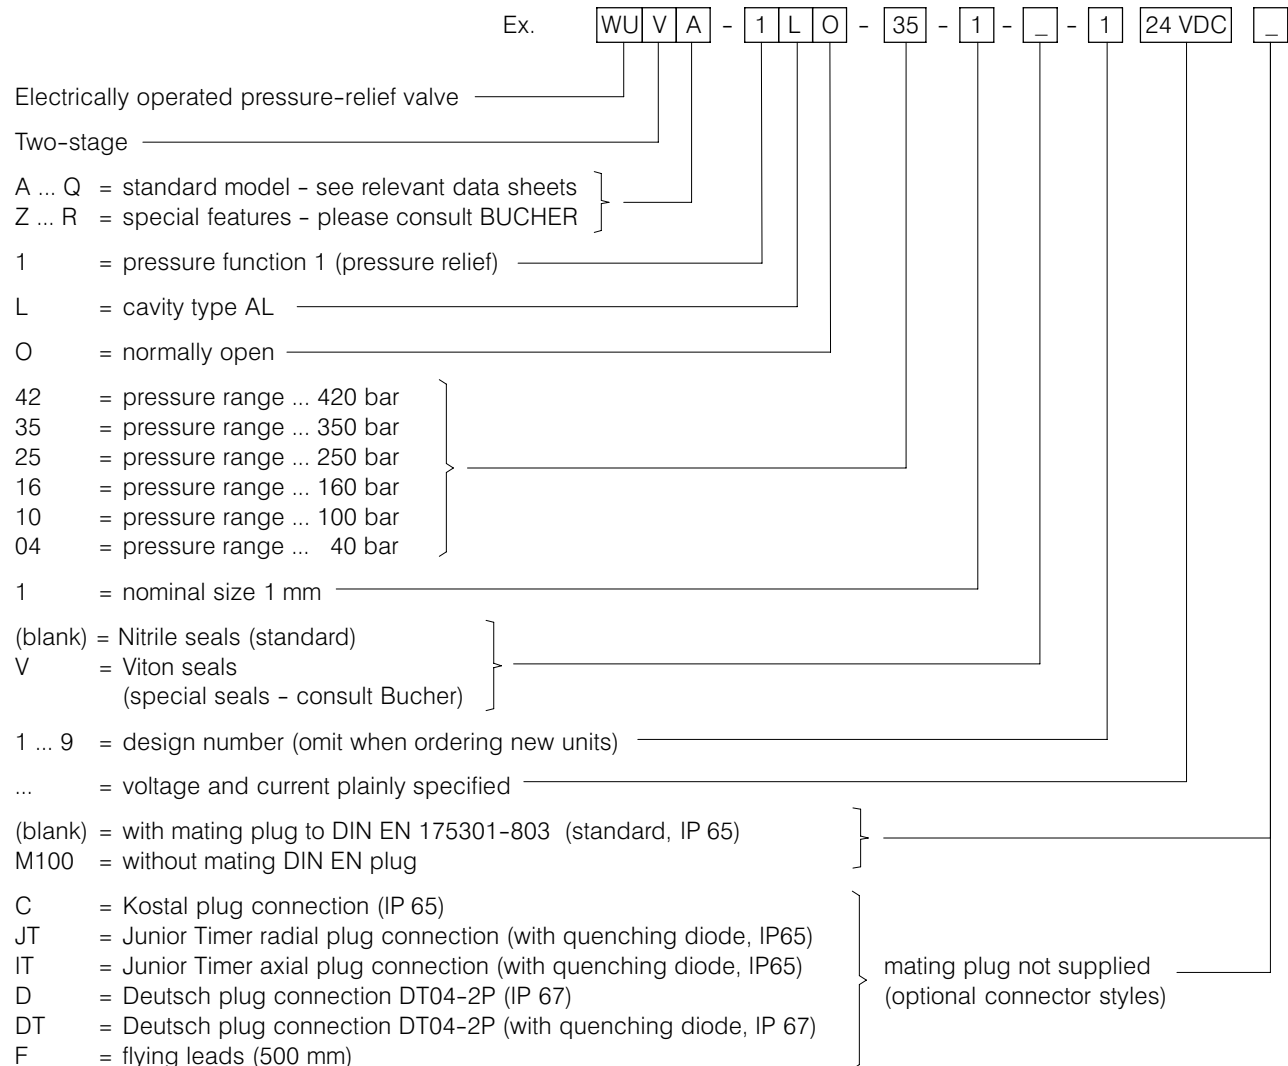 Ex. WU V A - 1 L O - 35 - 1 - _ - 1 24 VDC _
Electrically operated pressure-relief valve
Two-stage
A ... Q = standard model - see relevant data sheets
Z ... R = special features - please consult BUCHER
1 = pressure function 1 (pressure relief)
L = cavity type AL
O = normally open
42 = pressure range ... 420 bar
35 = pressure range ... 350 bar
25 = pressure range ... 250 bar
16 = pressure range ... 160 bar
10 = pressure range ... 100 bar
04 = pressure range ... 40 bar
1 = nominal size 1 mm
(blank) = Nitrile seals (standard)
V = Viton seals
(special seals - consult Bucher)
1 ... 9 = design number (omit when ordering new units)
... = voltage and current plainly specified
(blank) = with mating plug to DIN EN 175301-803 (standard, IP 65)
M100 = without mating DIN EN plug
C = Kostal plug connection (IP 65)
JT = Junior Timer radial plug connection (with quenching diode, IP65)
IT = Junior Timer axial plug connection (with quenching diode, IP65)
D = Deutsch plug connection DT04-2P (IP 67)
DT = Deutsch plug connection DT04-2P (with quenching diode, IP 67)
F = flying leads (500 mm)
mating plug not supplied
(optional connector styles)